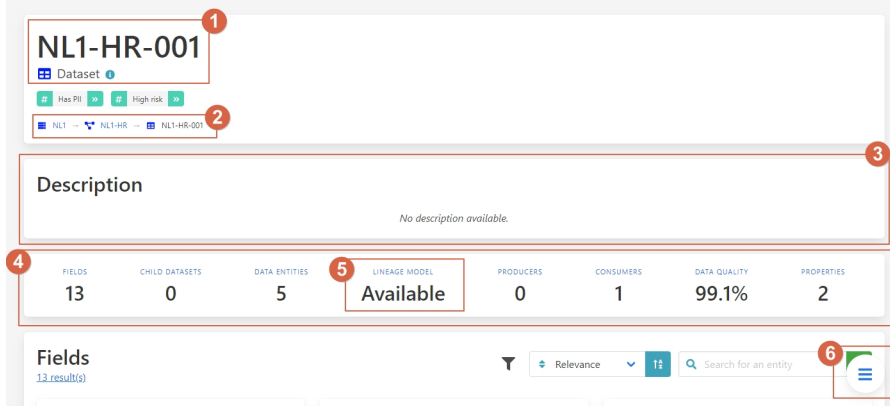 1
NL1-HR-001
Dataset
# Has PII » # High risk »
NL1 → NL1-HR → NL1-HR-001
2
3
Description
No description available.
4
5
FIELDS CHILD DATASETS DATA ENTITIES LINEAGE MODEL PRODUCERS CONSUMERS DATA QUALITY PROPERTIES
13 0 5 Available 0 1 99.1% 2
6
Fields
Relevance Search for an entity
13 result(s)